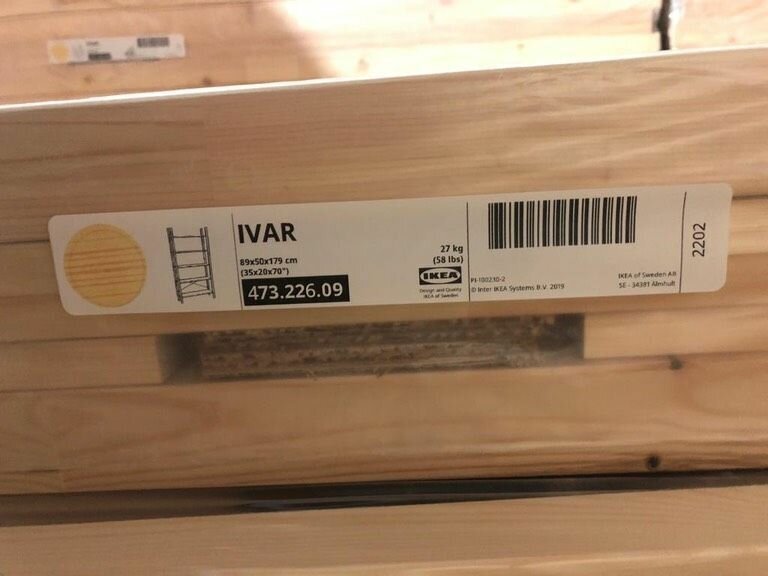 IVAR
IVAR
89x50x179 cm
(35x20x70")
473.226.09
27 kg
(58 lbs)
IKEA
Design and Quality
IKEA of Sweden
PI-100230-2
© Inter IKEA Systems B.V. 2019
IKEA of Sweden AB
SE - 34381 Älmhult
2202